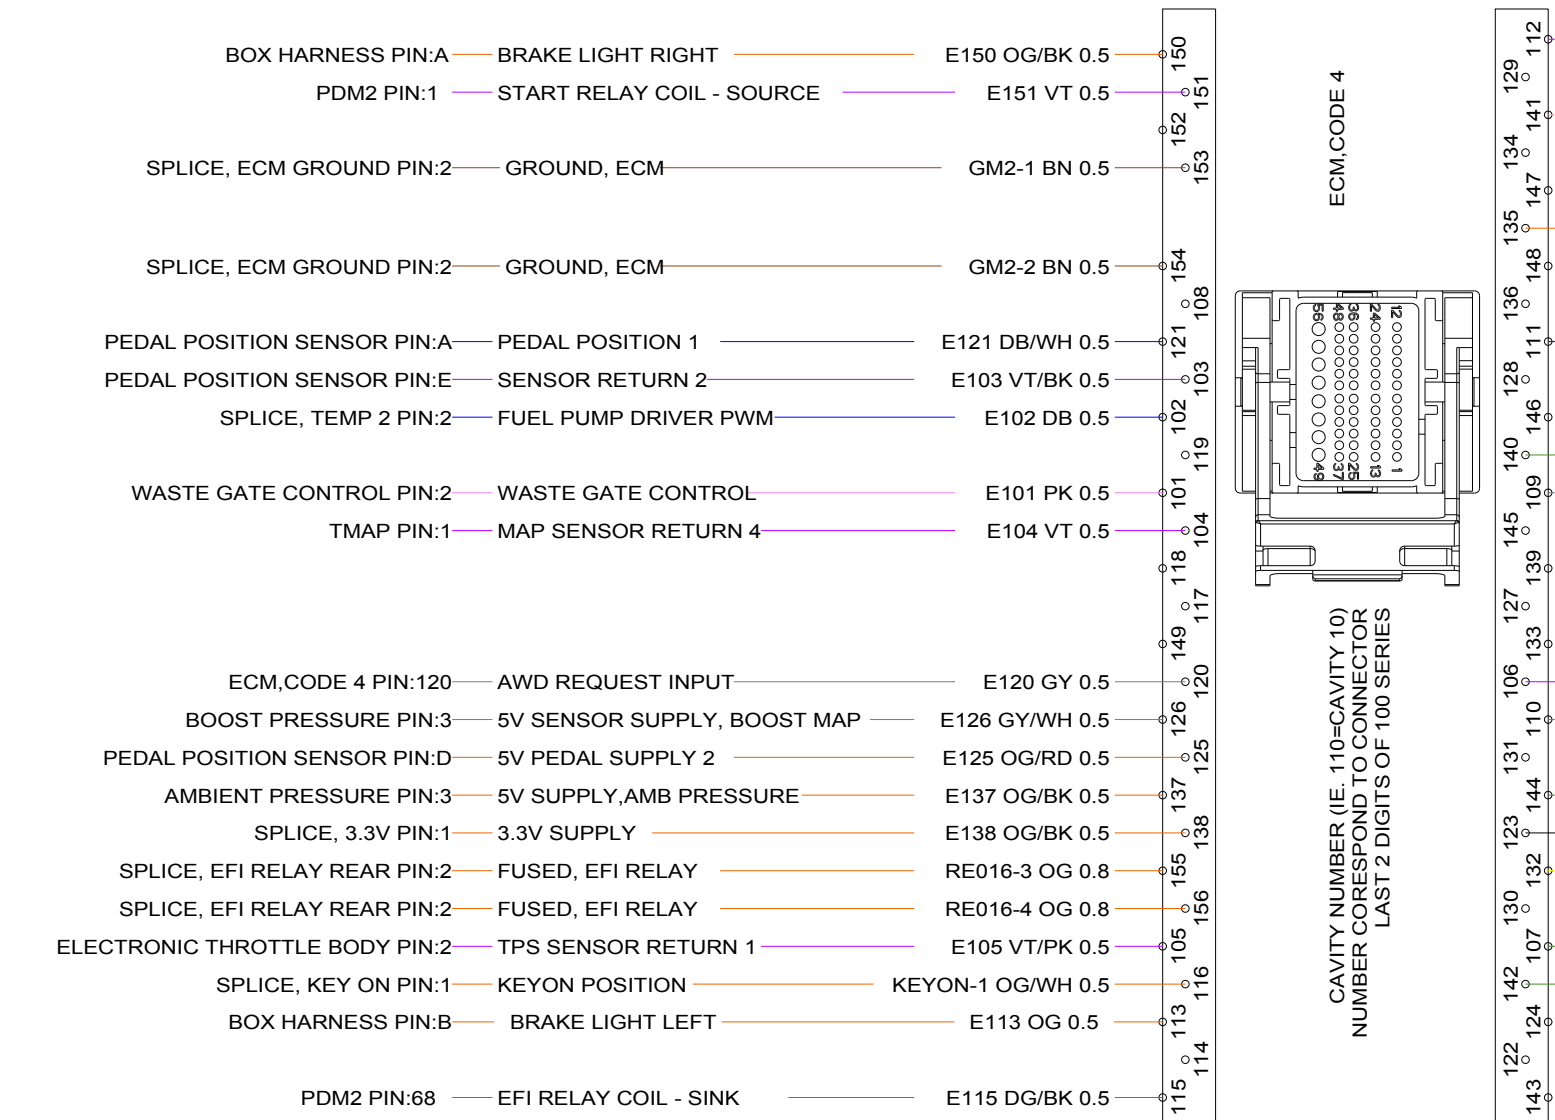 BOX HARNESS PIN:A BRAKE LIGHT RIGHT E150 OG/BK 0.5 150
PDM2 PIN:1 START RELAY COIL - SOURCE E151 VT 0.5 151
152
SPLICE, ECM GROUND PIN:2 GROUND, ECM GM2-1 BN 0.5 153
SPLICE, ECM GROUND PIN:2 GROUND, ECM GM2-2 BN 0.5 154
108
PEDAL POSITION SENSOR PIN:A PEDAL POSITION 1 E121 DB/WH 0.5 121
PEDAL POSITION SENSOR PIN:E SENSOR RETURN 2 E103 VT/BK 0.5 103
SPLICE, TEMP 2 PIN:2 FUEL PUMP DRIVER PWM E102 DB 0.5 102
119
WASTE GATE CONTROL PIN:2 WASTE GATE CONTROL E101 PK 0.5 101
TMAP PIN:1 MAP SENSOR RETURN 4 E104 VT 0.5 104
118
117
149
ECM,CODE 4 PIN:120 AWD REQUEST INPUT E120 GY 0.5 120
BOOST PRESSURE PIN:3 5V SENSOR SUPPLY, BOOST MAP E126 GY/WH 0.5 126
PEDAL POSITION SENSOR PIN:D 5V PEDAL SUPPLY 2 E125 OG/RD 0.5 125
AMBIENT PRESSURE PIN:3 5V SUPPLY,AMB PRESSURE E137 OG/BK 0.5 137
SPLICE, 3.3V PIN:1 3.3V SUPPLY E138 OG/BK 0.5 138
SPLICE, EFI RELAY REAR PIN:2 FUSED, EFI RELAY RE016-3 OG 0.8 155
SPLICE, EFI RELAY REAR PIN:2 FUSED, EFI RELAY RE016-4 OG 0.8 156
ELECTRONIC THROTTLE BODY PIN:2 TPS SENSOR RETURN 1 E105 VT/PK 0.5 105
SPLICE, KEY ON PIN:1 KEYON POSITION KEYON-1 OG/WH 0.5 116
BOX HARNESS PIN:B BRAKE LIGHT LEFT E113 OG 0.5 113
114
PDM2 PIN:68 EFI RELAY COIL - SINK E115 DG/BK 0.5 115
ECM,CODE 4
56 48 36 24 12
49 37 25 13 1
CAVITY NUMBER (IE. 110=CAVITY 10)
NUMBER CORESPOND TO CONNECTOR
LAST 2 DIGITS OF 100 SERIES
112
129
141
134
147
135
148
136
111
128
146
140
109
145
139
127
133
106
110
131
144
123
132
130
107
142
124
122
143